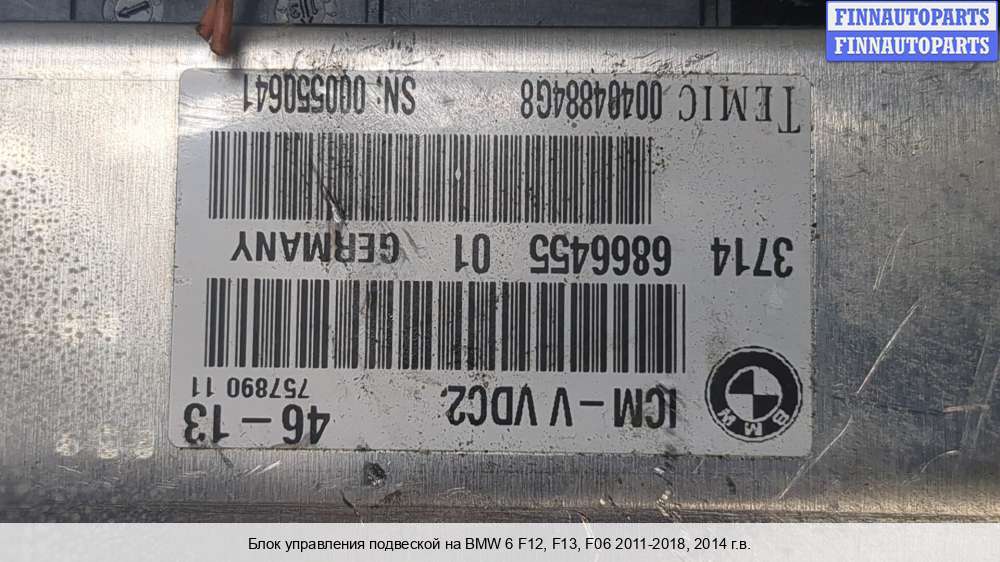 FINNAUTOPARTS
FINNAUTOPARTS
BMW
ICM – V VDC2 46 – 13
757890 11
3714 6866455 01 GERMANY
TEMIC 00404884G8 SN: 000550641
Блок управления подвеской на BMW 6 F12, F13, F06 2011-2018, 2014 г.в.